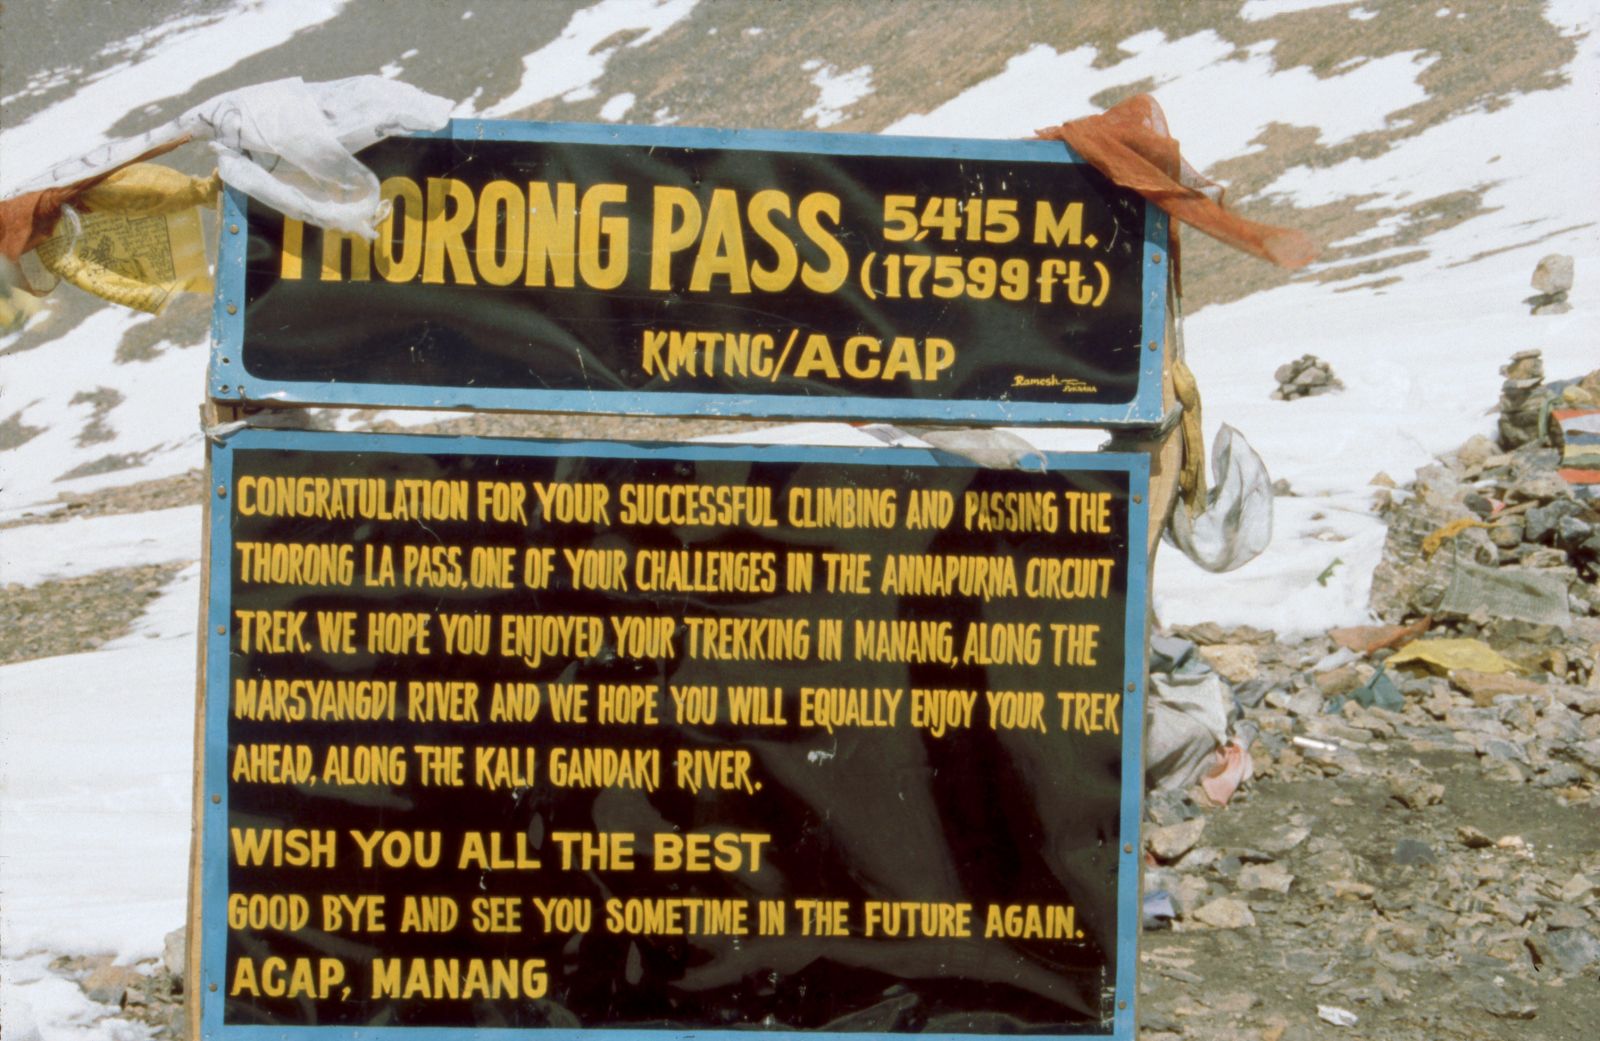 THORONG PASS 5,415 M.
(17599 ft)
KMTNC/ACAP
Ramesh
CONGRATULATION FOR YOUR SUCCESSFUL CLIMBING AND PASSING THE
THORONG LA PASS, ONE OF YOUR CHALLENGES IN THE ANNAPURNA CIRCUIT
TREK. WE HOPE YOU ENJOYED YOUR TREKKING IN MANANG, ALONG THE
MARSYANGDI RIVER AND WE HOPE YOU WILL EQUALLY ENJOY YOUR TREK
AHEAD, ALONG THE KALI GANDAKI RIVER.
WISH YOU ALL THE BEST
GOOD BYE AND SEE YOU SOMETIME IN THE FUTURE AGAIN.
ACAP, MANANG